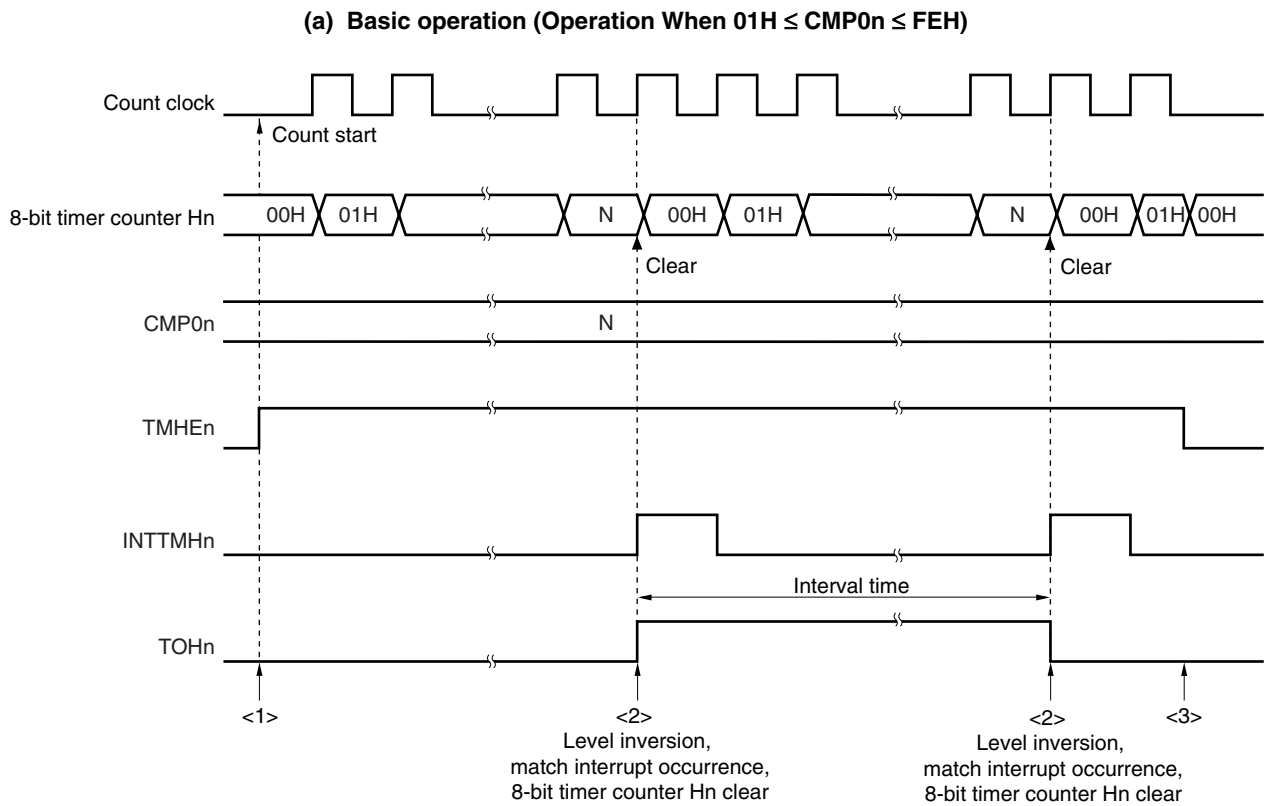 (a) Basic operation (Operation When 01H ≤ CMP0n ≤ FEH)
Count clock
Count start
8-bit timer counter Hn
00H 01H N 00H 01H N 00H 01H 00H
Clear Clear
CMP0n N
TMHEn
INTTMHn
Interval time
TOHn
<1> <2> <2> <3>
Level inversion,
match interrupt occurrence,
8-bit timer counter Hn clear
Level inversion,
match interrupt occurrence,
8-bit timer counter Hn clear